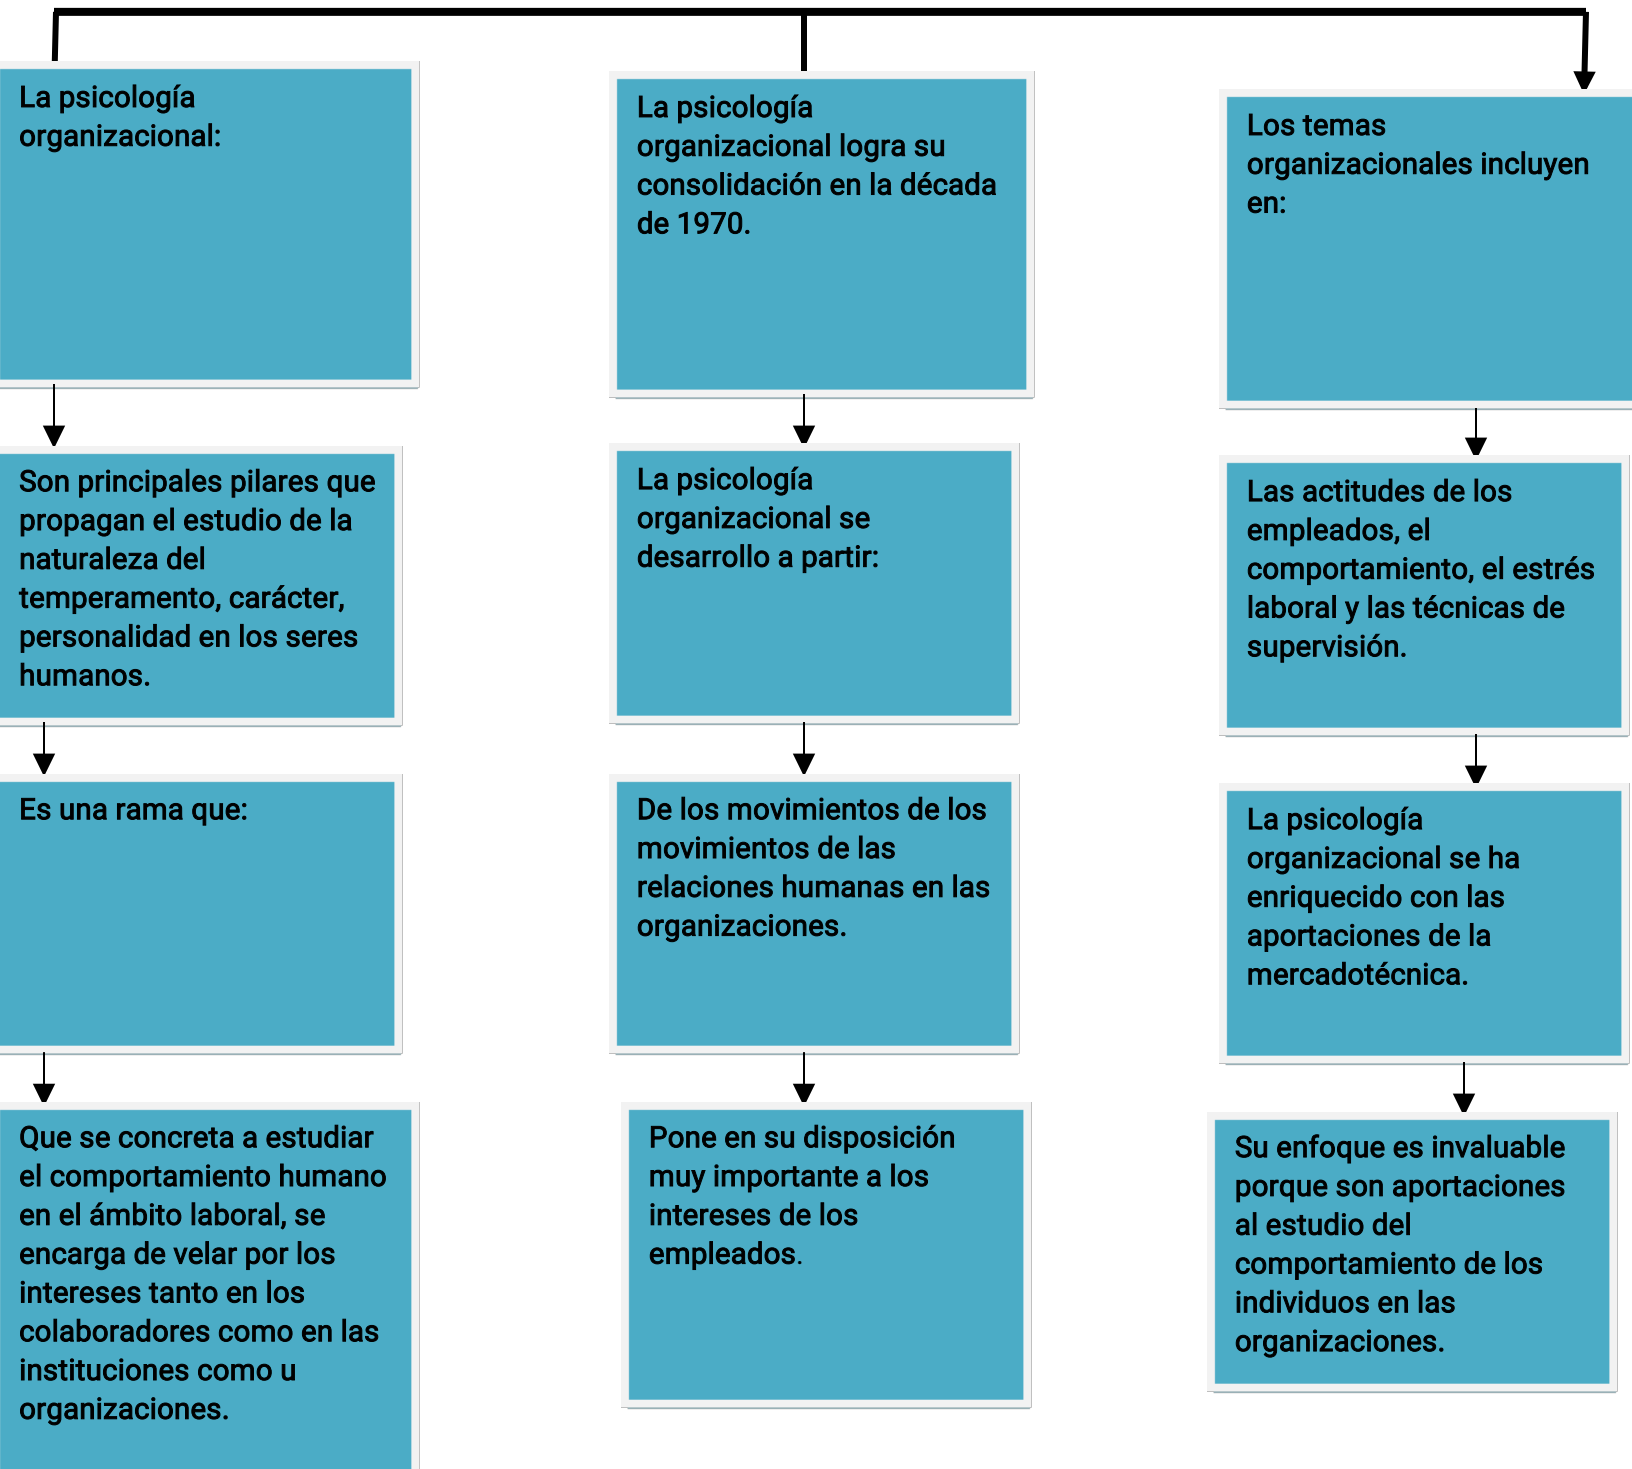 La psicología
organizacional:
Son principales pilares que
propagan el estudio de la
naturaleza del
temperamento, carácter,
personalidad en los seres
humanos.
Es una rama que:
Que se concreta a estudiar
el comportamiento humano
en el ámbito laboral, se
encarga de velar por los
intereses tanto en los
colaboradores como en las
instituciones como u
organizaciones.
La psicología
organizacional logra su
consolidación en la década
de 1970.
La psicología
organizacional se
desarrollo a partir:
De los movimientos de los
movimientos de las
relaciones humanas en las
organizaciones.
Pone en su disposición
muy importante a los
intereses de los
empleados.
Los temas
organizacionales incluyen
en:
Las actitudes de los
empleados, el
comportamiento, el estrés
laboral y las técnicas de
supervisión.
La psicología
organizacional se ha
enriquecido con las
aportaciones de la
mercadotécnica.
Su enfoque es invaluable
porque son aportaciones
al estudio del
comportamiento de los
individuos en las
organizaciones.